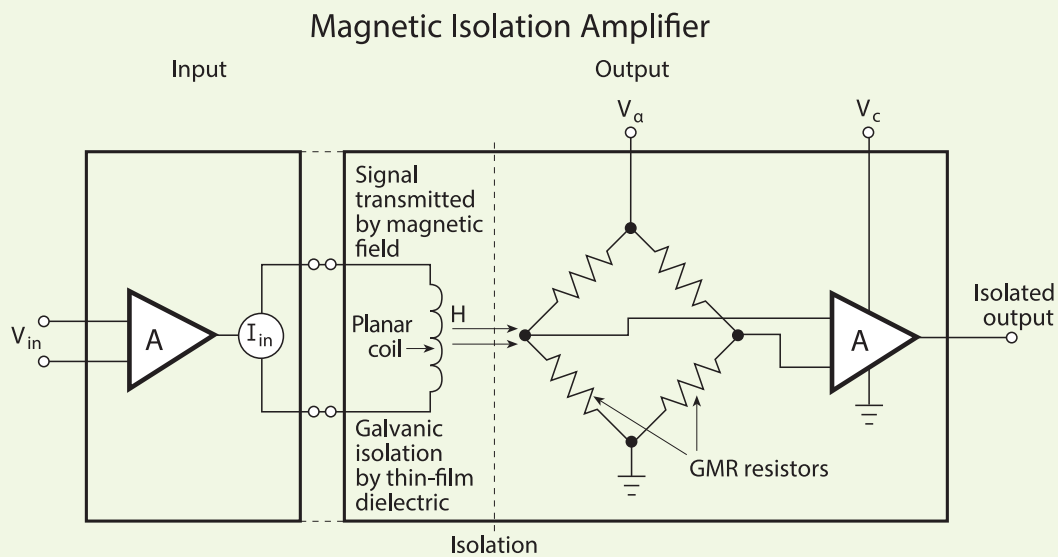 Magnetic Isolation Amplifier
Input
Output
Vα
Vc
Signal
transmitted
by magnetic
field
H
Planar
coil
Vin
A
Iin
A
Isolated
output
Galvanic
isolation
by thin-film
dielectric
GMR resistors
Isolation